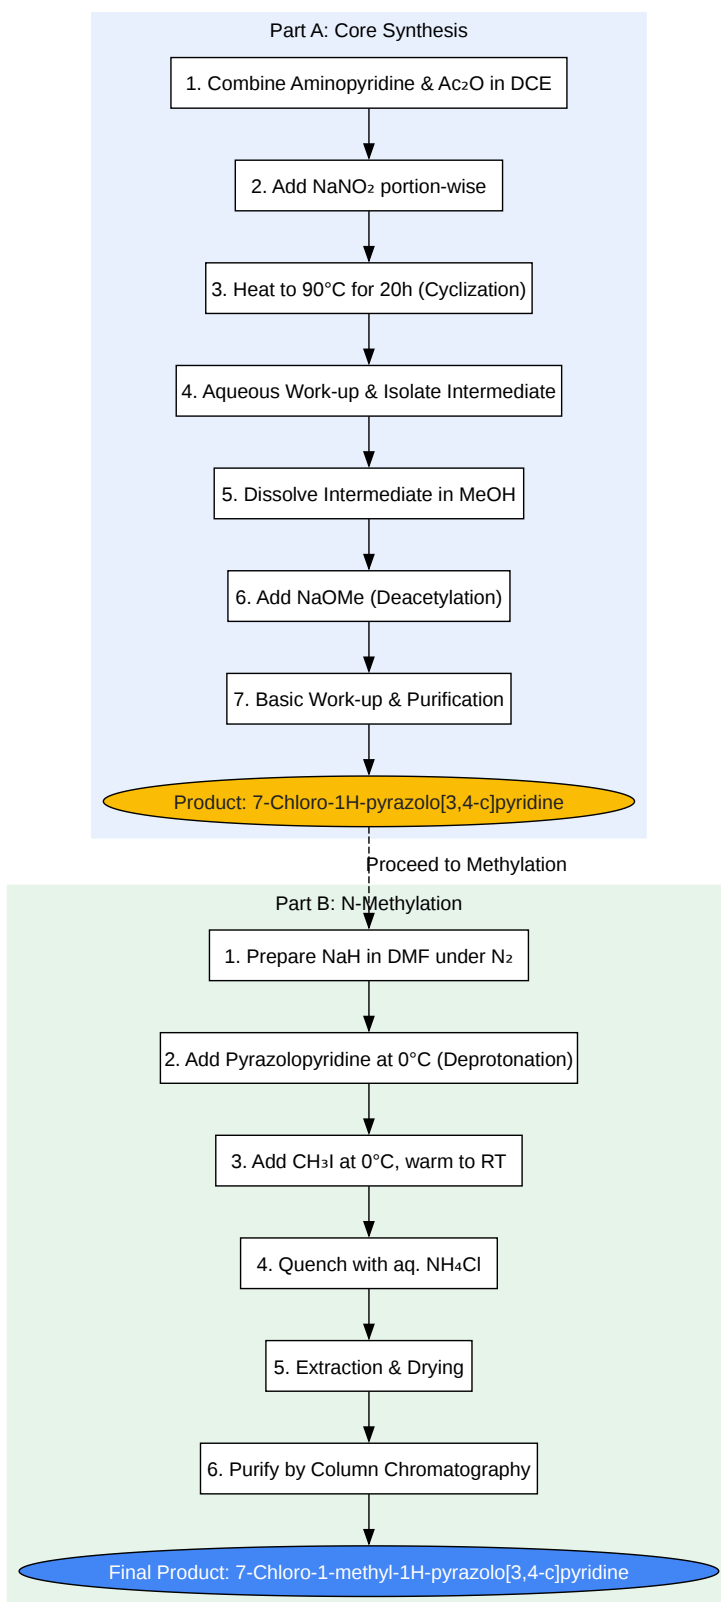 Part A: Core Synthesis
1. Combine Aminopyridine & Ac₂O in DCE
2. Add NaNO₂ portion-wise
3. Heat to 90°C for 20h (Cyclization)
4. Aqueous Work-up & Isolate Intermediate
5. Dissolve Intermediate in MeOH
6. Add NaOMe (Deacetylation)
7. Basic Work-up & Purification
Product: 7-Chloro-1H-pyrazolo[3,4-c]pyridine
Proceed to Methylation
Part B: N-Methylation
1. Prepare NaH in DMF under N₂
2. Add Pyrazolopyridine at 0°C (Deprotonation)
3. Add CH₃I at 0°C, warm to RT
4. Quench with aq. NH₄Cl
5. Extraction & Drying
6. Purify by Column Chromatography
Final Product: 7-Chloro-1-methyl-1H-pyrazolo[3,4-c]pyridine